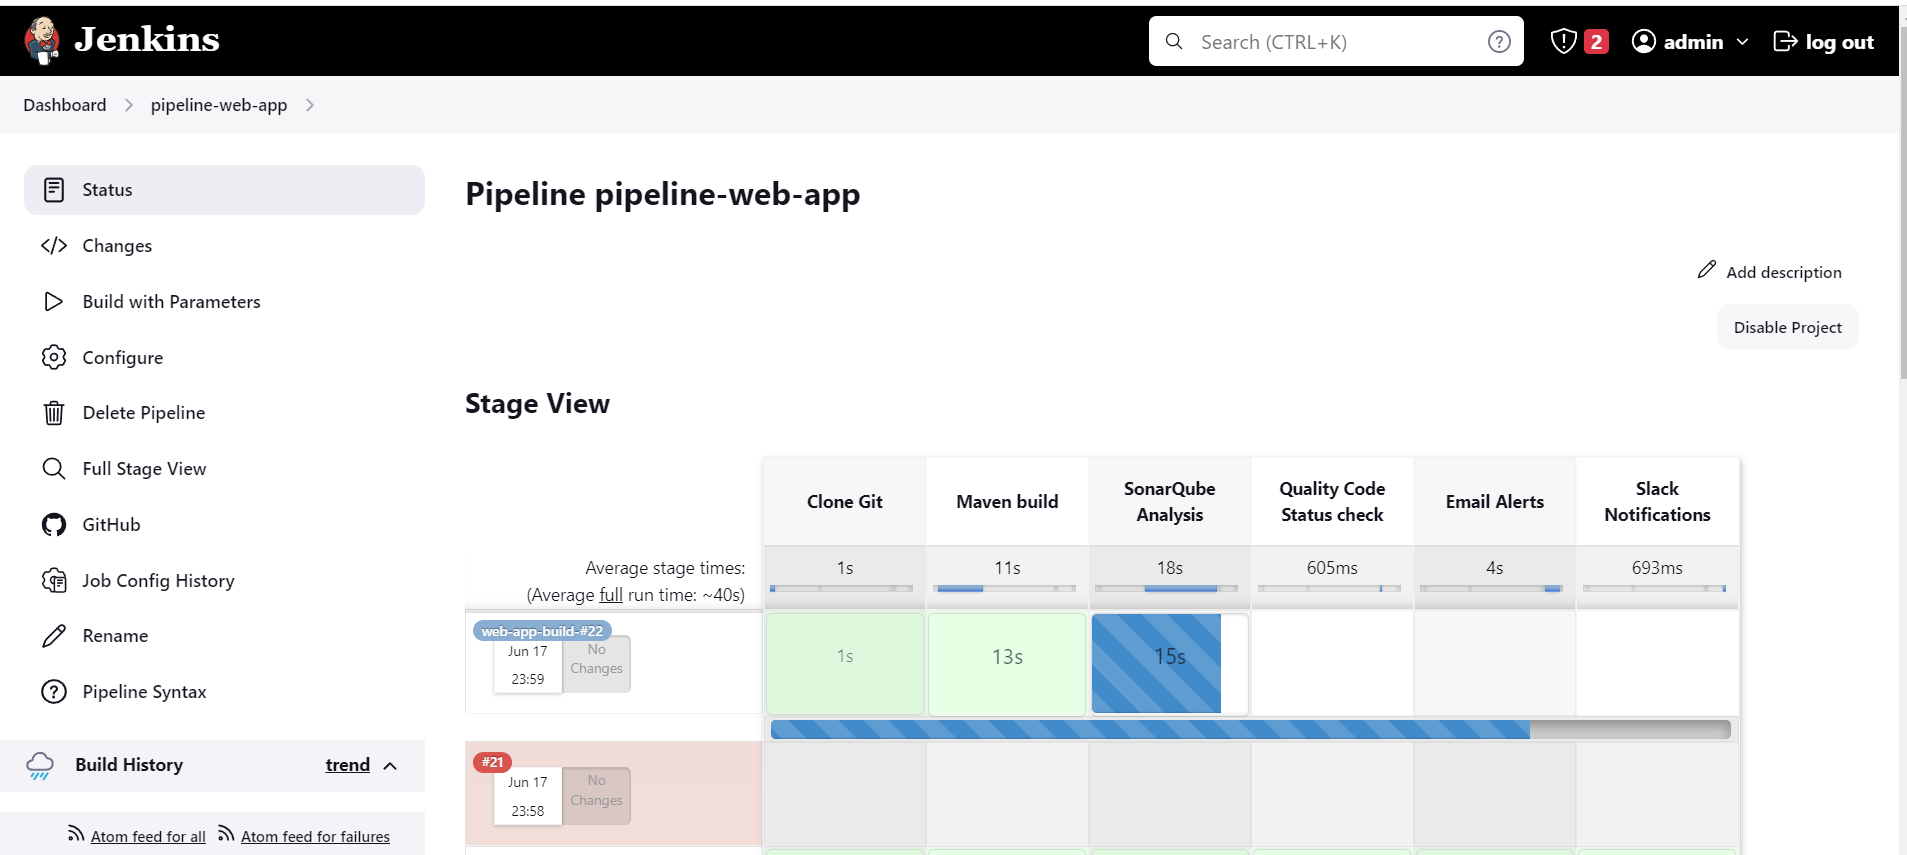 Jenkins
Search (CTRL+K)
2
admin
log out
Dashboard
pipeline-web-app
Status
Changes
Build with Parameters
Configure
Delete Pipeline
Full Stage View
GitHub
Job Config History
Rename
Pipeline Syntax
Build History
trend
Atom feed for all
Atom feed for failures
Pipeline pipeline-web-app
Add description
Disable Project
Stage View
Clone Git
Maven build
SonarQube
Analysis
Quality Code
Status check
Email Alerts
Slack
Notifications
Average stage times:
(Average full run time: ~40s)
1s
11s
18s
605ms
4s
693ms
web-app-build-#22
Jun 17
23:59
No
Changes
1s
13s
15s
#21
Jun 17
23:58
No
Changes